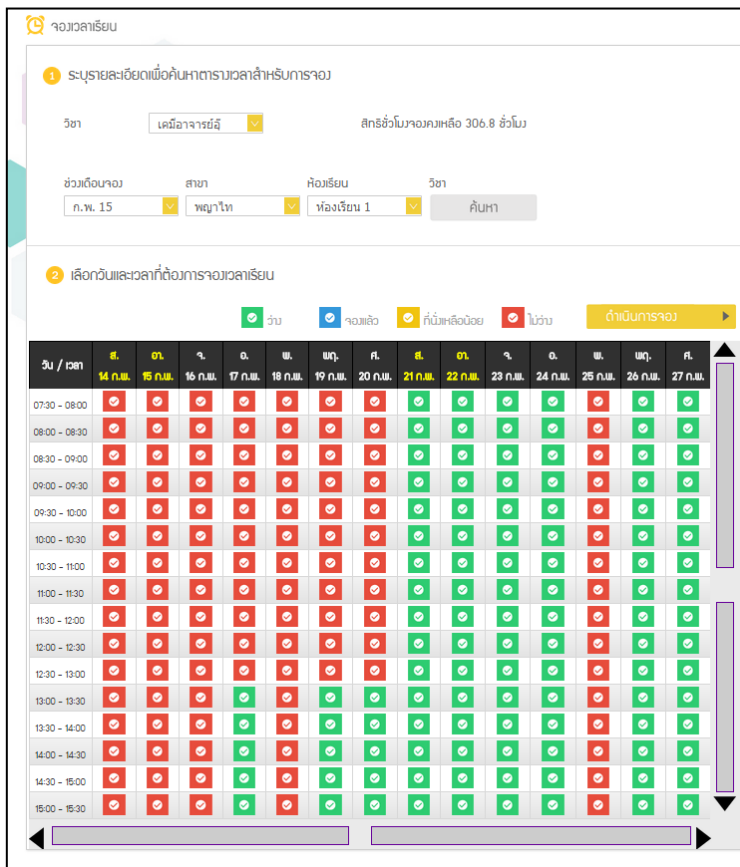 จองเวลาเรียน
1 ระบุรายละเอียดเพื่อค้นหาตารางเวลาสำหรับการจอง
วิชา เคมีอาจารย์อุ๊ สิทธิชั่วโมงจองคงเหลือ 306.8 ชั่วโมง
ช่วงเดือนจอง สาขา ห้องเรียน วิชา
ก.พ. 15 พญาไท ห้องเรียน 1 ค้นหา
2 เลือกวันและเวลาที่ต้องการจองเวลาเรียน
ว่าง จองแล้ว ที่นั่งเหลือน้อย ไม่ว่าง ดำเนินการจอง
วัน / เวลา ส. อา. จ. อ. พ. พฤ. ศ. ส. อา. จ. อ. พ. พฤ. ศ.
14 ก.พ. 15 ก.พ. 16 ก.พ. 17 ก.พ. 18 ก.พ. 19 ก.พ. 20 ก.พ. 21 ก.พ. 22 ก.พ. 23 ก.พ. 24 ก.พ. 25 ก.พ. 26 ก.พ. 27 ก.พ.
07:30 - 08:00
08:00 - 08:30
08:30 - 09:00
09:00 - 09:30
09:30 - 10:00
10:00 - 10:30
10:30 - 11:00
11:00 - 11:30
11:30 - 12:00
12:00 - 12:30
12:30 - 13:00
13:00 - 13:30
13:30 - 14:00
14:00 - 14:30
14:30 - 15:00
15:00 - 15:30